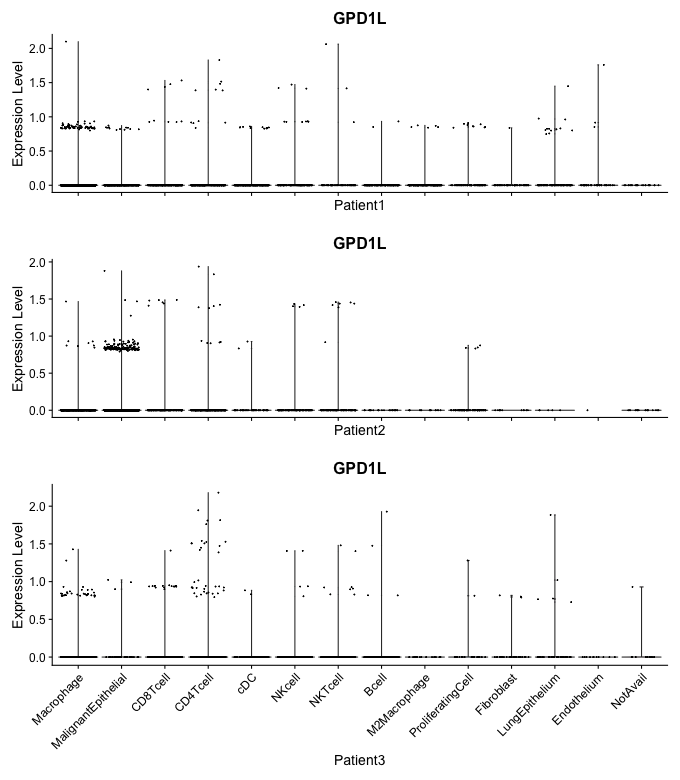 GPD1L
Expression Level
2.0
1.5
1.0
0.5
0.0
Patient1
GPD1L
Expression Level
2.0
1.5
1.0
0.5
0.0
Patient2
GPD1L
Expression Level
2.0
1.5
1.0
0.5
0.0
Macrophage
MalignantEpithelial
CD8Tcell
CD4Tcell
cDC
NKcell
NKTcell
Bcell
M2Macrophage
ProliferatingCell
Fibroblast
LungEpithelium
Endothelium
NotAvail
Patient3